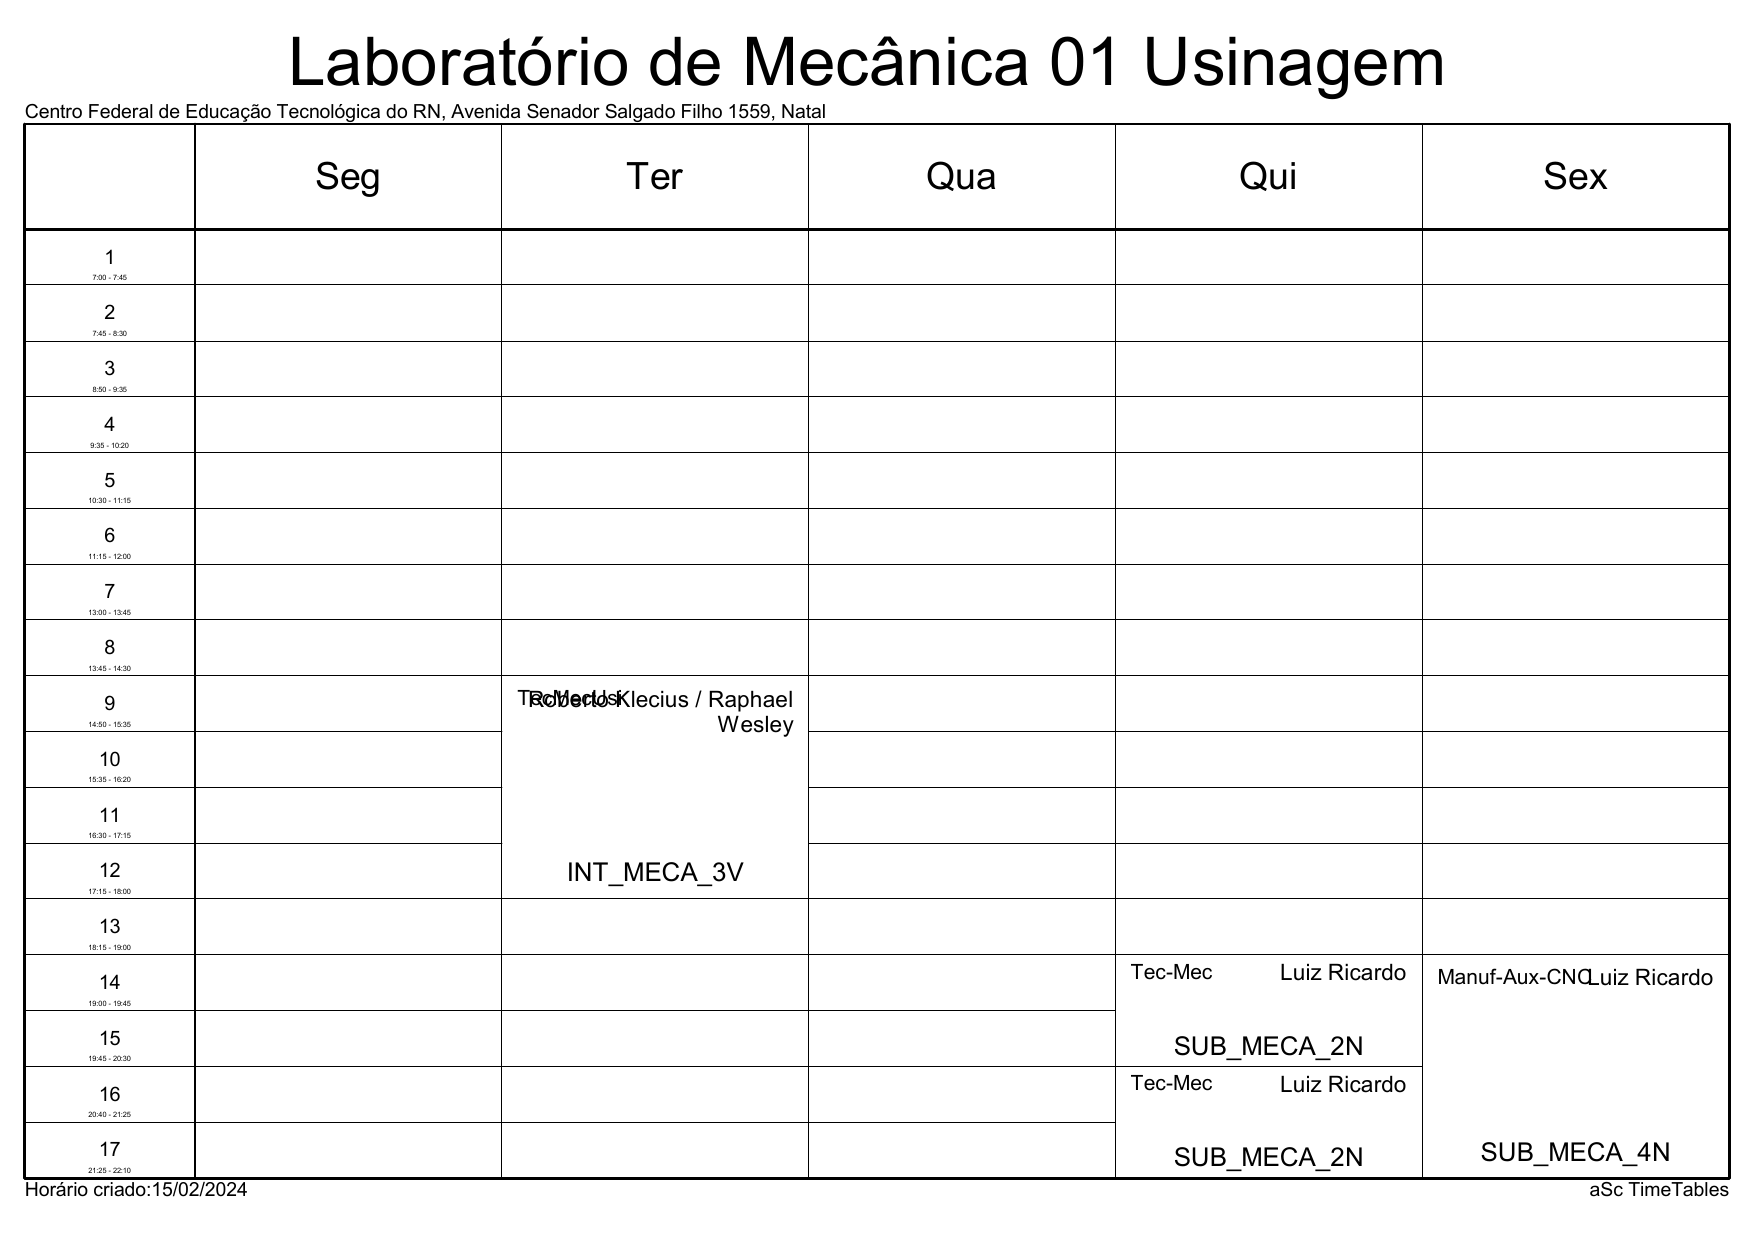 Laboratório de Mecânica 01 Usinagem
Centro Federal de Educação Tecnológica do RN, Avenida Senador Salgado Filho 1559, Natal
Seg Ter Qua Qui Sex
1
7:00 - 7:45
2
7:45 - 8:30
3
8:50 - 9:35
4
9:35 - 10:20
5
10:30 - 11:15
6
11:15 - 12:00
7
13:00 - 13:45
8
13:45 - 14:30
9
14:50 - 15:35
TecMecUsi
Roberto Klecius / Raphael
Wesley
10
15:35 - 16:20
11
16:30 - 17:15
12
17:15 - 18:00
INT_MECA_3V
13
18:15 - 19:00
14
19:00 - 19:45
Tec-Mec Luiz Ricardo
Manuf-Aux-CNC Luiz Ricardo
15
19:45 - 20:30
SUB_MECA_2N
16
20:40 - 21:25
Tec-Mec Luiz Ricardo
17
21:25 - 22:10
SUB_MECA_2N
SUB_MECA_4N
Horário criado:15/02/2024
aSc TimeTables